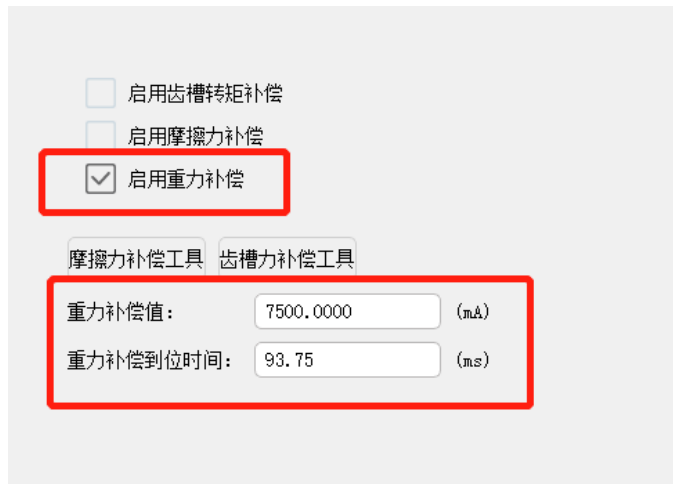 启用齿槽转矩补偿
启用摩擦力补偿
启用重力补偿
摩擦力补偿工具 齿槽力补偿工具
重力补偿值： 7500.0000 (mA)
重力补偿到位时间： 93.75 (ms)